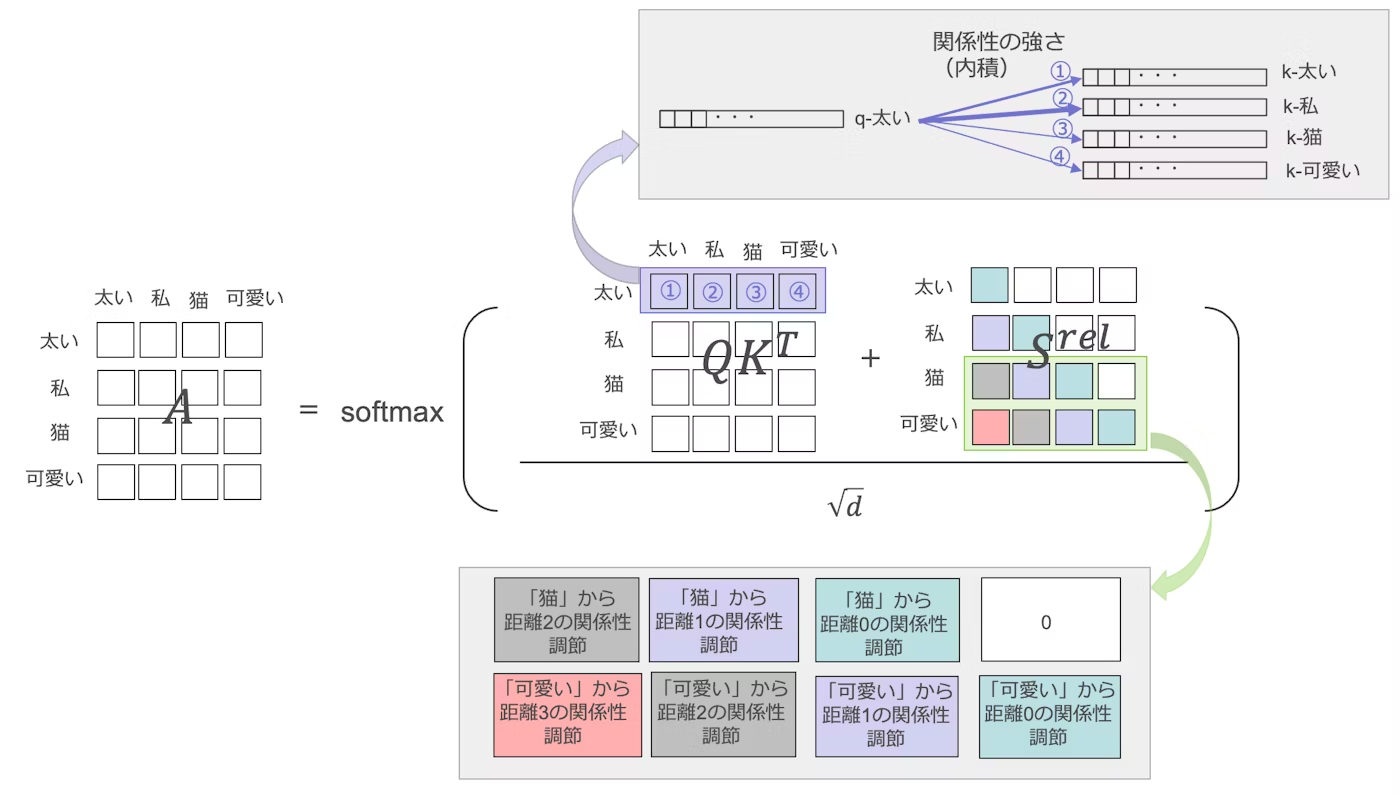 関係性の強さ
（内積）
q-太い
①
②
③
④
・・・
・・・ k-太い
・・・ k-私
・・・ k-猫
・・・ k-可愛い
太い 私 猫 可愛い
太い
私
猫
可愛い
A
=
softmax
太い 私 猫 可愛い
太い ① ② ③ ④
私
猫
可愛い
QKᵀ
+
太い
私
猫
可愛い
Sʳᵉˡ
√d
「猫」から
距離2の関係性
調節
「猫」から
距離1の関係性
調節
「猫」から
距離0の関係性
調節
0
「可愛い」から
距離3の関係性
調節
「可愛い」から
距離2の関係性
調節
「可愛い」から
距離1の関係性
調節
「可愛い」から
距離0の関係性
調節